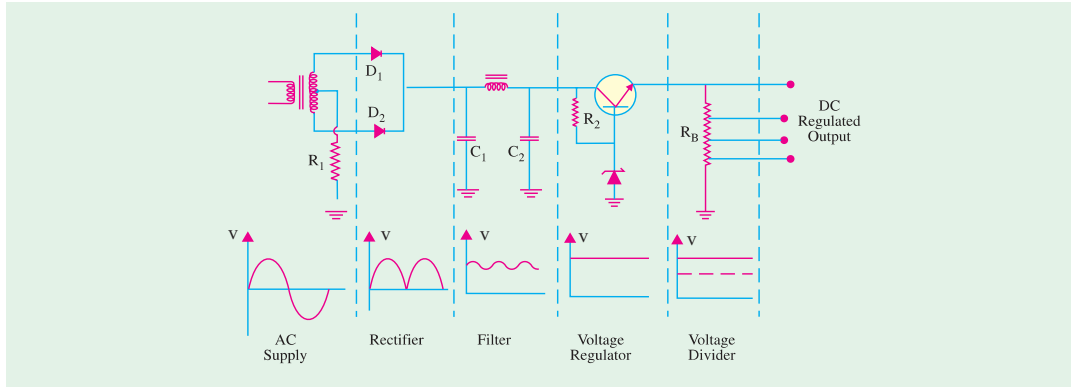 D1
D2
R1
C1
C2
R2
RB
DC
Regulated
Output
V
V
V
V
V
AC
Supply
Rectifier
Filter
Voltage
Regulator
Voltage
Divider